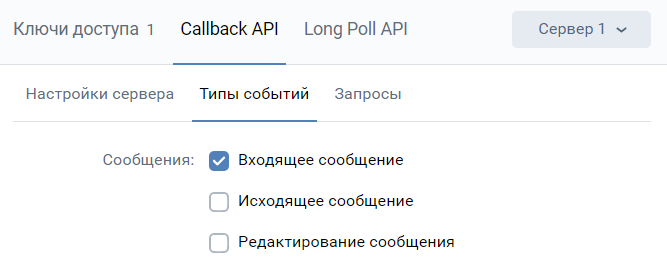 Ключи доступа 1 Callback API Long Poll API Сервер 1
Настройки сервера Типы событий Запросы
Сообщения: Входящее сообщение
Исходящее сообщение
Редактирование сообщения